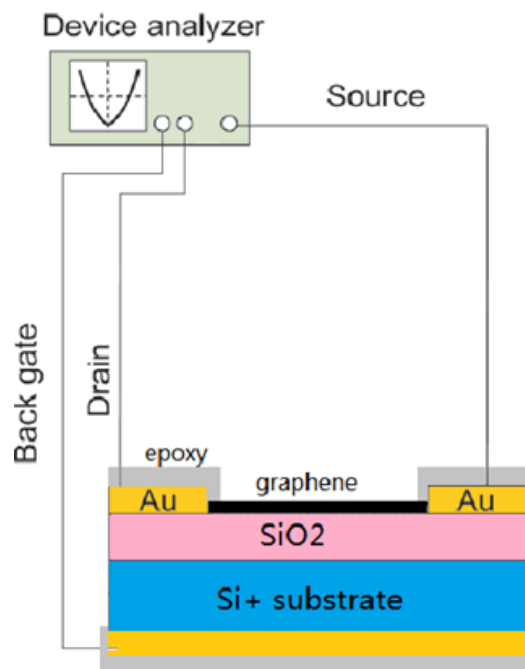 Device analyzer
Source
Back gate
Drain
epoxy
graphene
Au
Au
SiO2
Si+ substrate